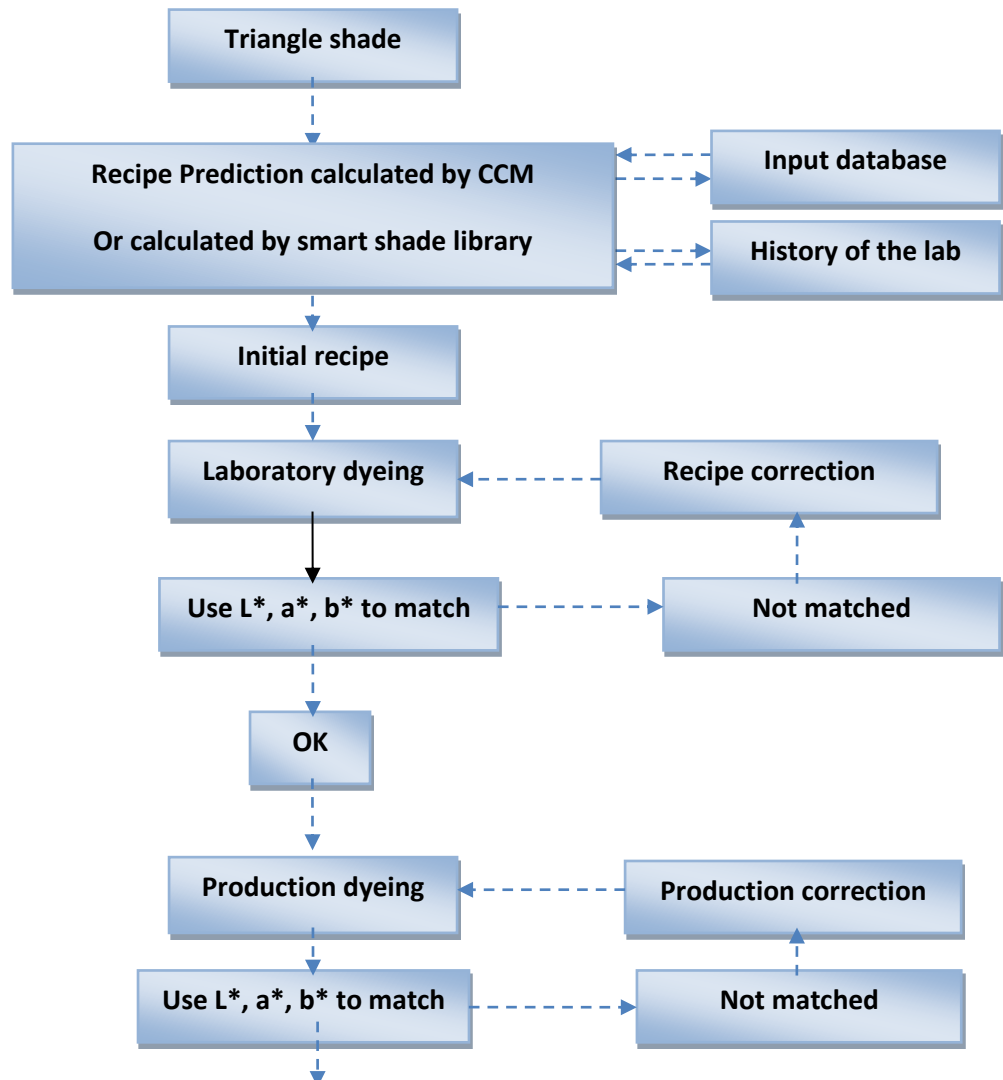 Triangle shade
Recipe Prediction calculated by CCM
Or calculated by smart shade library
Input database
History of the lab
Initial recipe
Laboratory dyeing
Recipe correction
Use L*, a*, b* to match
Not matched
OK
Production dyeing
Production correction
Use L*, a*, b* to match
Not matched